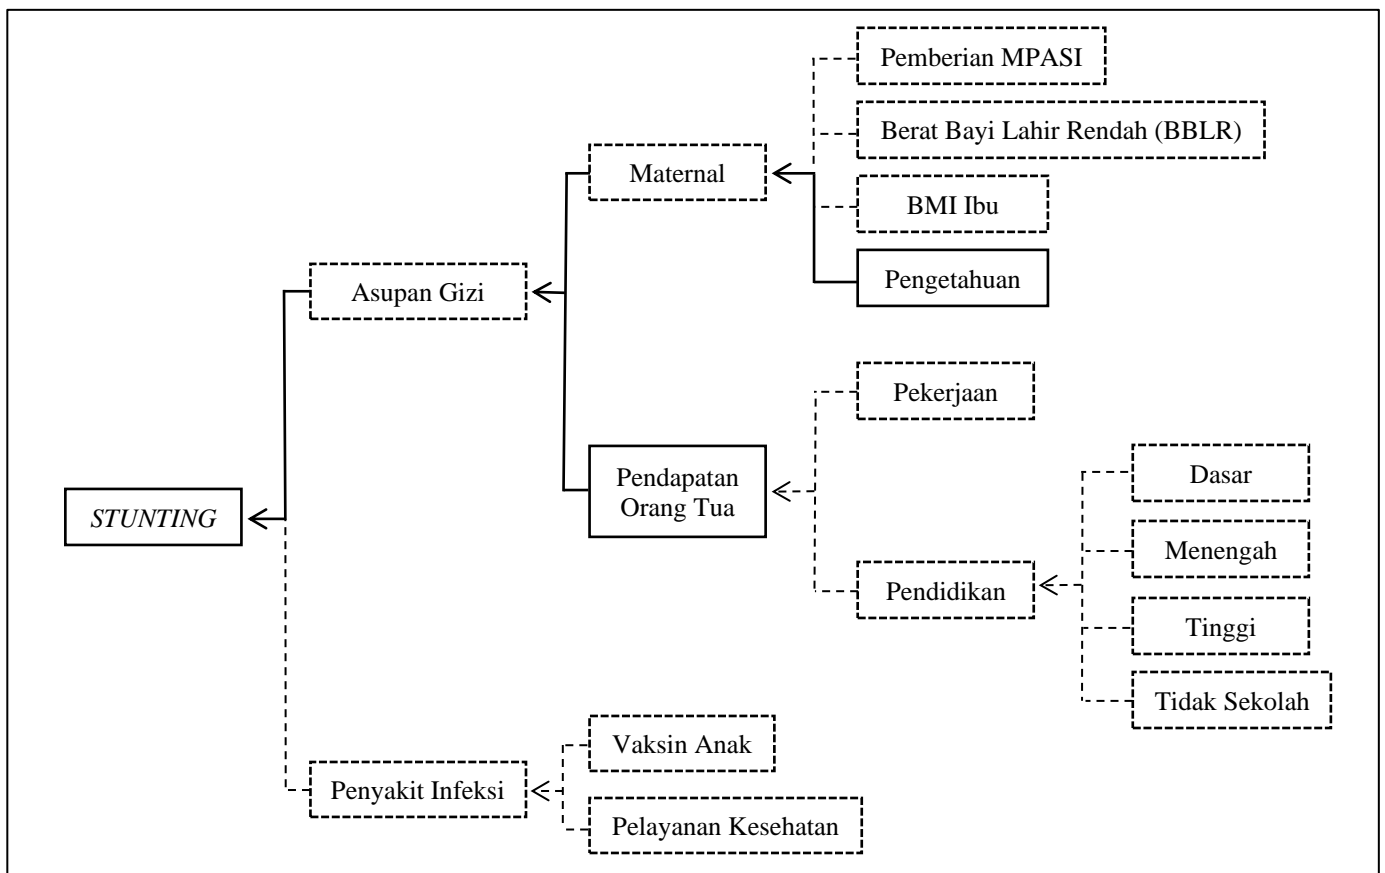 Pemberian MPASI
Berat Bayi Lahir Rendah (BBLR)
Maternal
BMI Ibu
Pengetahuan
Asupan Gizi
Pekerjaan
Pendapatan
Orang Tua
Dasar
STUNTING
Menengah
Pendidikan
Tinggi
Tidak Sekolah
Vaksin Anak
Penyakit Infeksi
Pelayanan Kesehatan